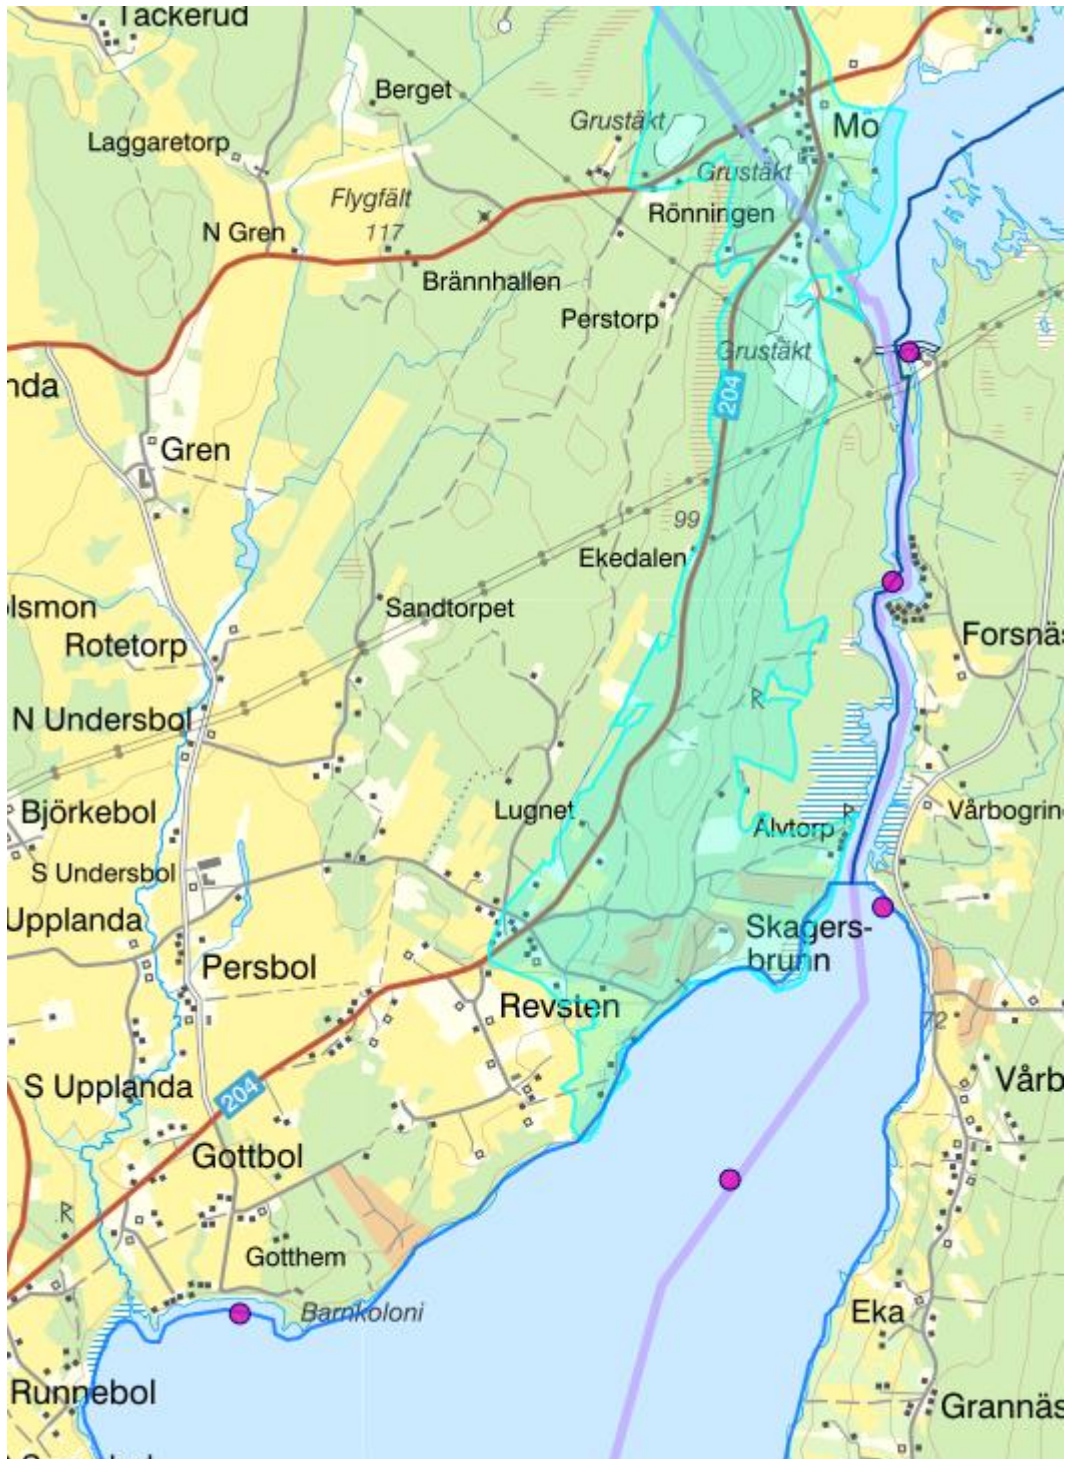 Tackerud
Berget
Grustäkt
Mo
Laggaretorp
Grustäkt
Flygfält
Rönningen
N Gren
117
Brännhallen
Perstorp
Grustäkt
nda
204
Gren
99
Ekedalen
olsmon
Sandtorpet
Forsnäs
Rotetorp
R
N Undersbol
Björkebol
Lugnet
R
Vårbogrin
Alvtorp
S Undersbol
Upplanda
Skagers-
brunn
Persbol
Revsten
72
S Upplanda
204
Vårb
Gottbol
R
Gotthem
Barnkoloni
Eka
Runnebol
Grannäs